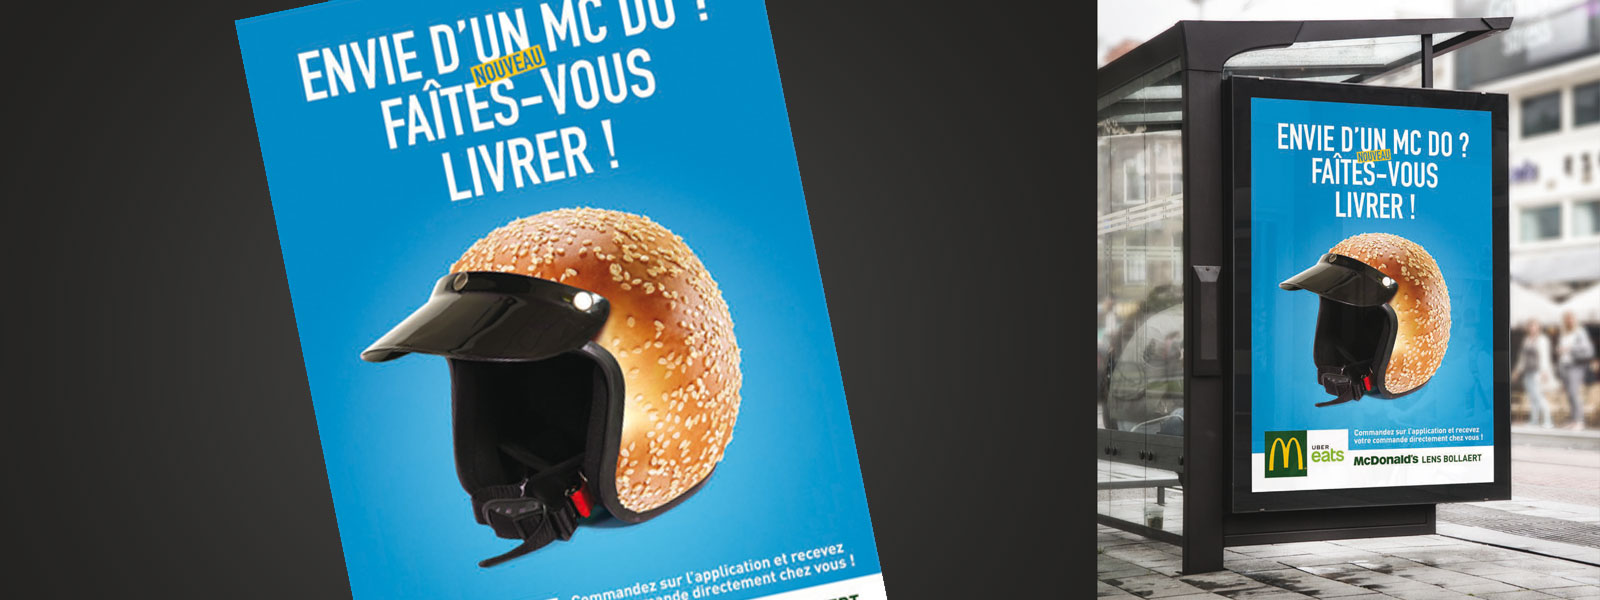 ENVIE D'UN MC DO ?
NOUVEAU
FAÎTES-VOUS
LIVRER !
Commandez sur l'application et recevez
mande directement chez vous !
ERT
ENVIE D'UN MC DO ?
NOUVEAU
FAÎTES-VOUS
LIVRER !
Commandez sur l'application et recevez
votre commande directement chez vous !
UBER
eats
McDonald's LENS BOLLAERT